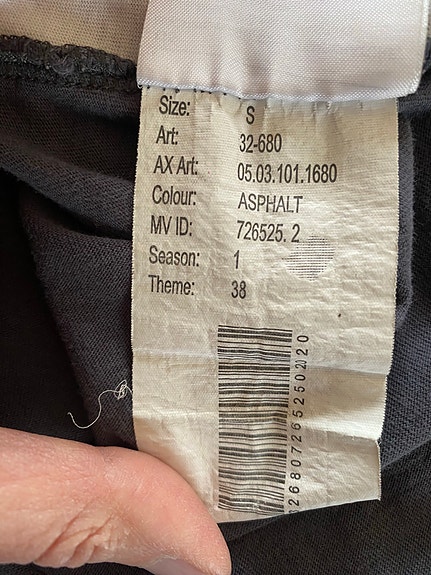 Size: S
Art: 32-680
AX Art: 05.03.101.1680
Colour: ASPHALT
MV ID: 726525. 2
Season: 1
Theme: 38